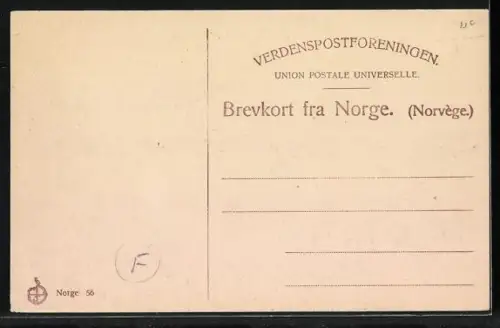 VERDENSPOSTFORENINGEN.
UNION POSTALE UNIVERSELLE.
Brevkort fra Norge. (Norvège.)
F
Norge 56